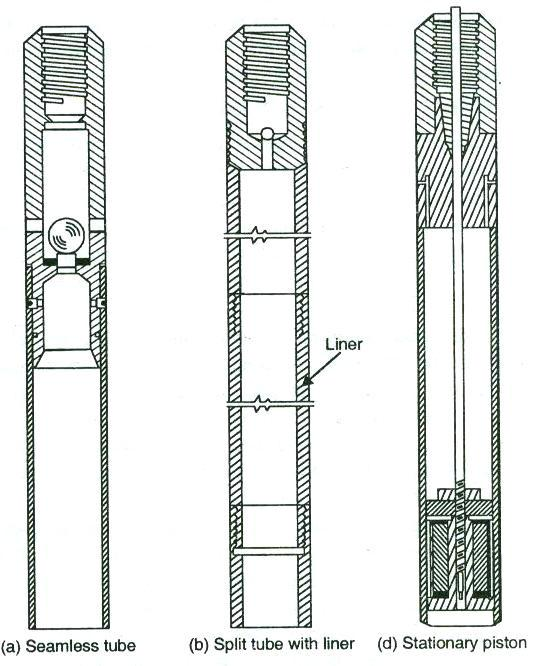 Liner
(a) Seamless tube
(b) Split tube with liner
(d) Stationary piston